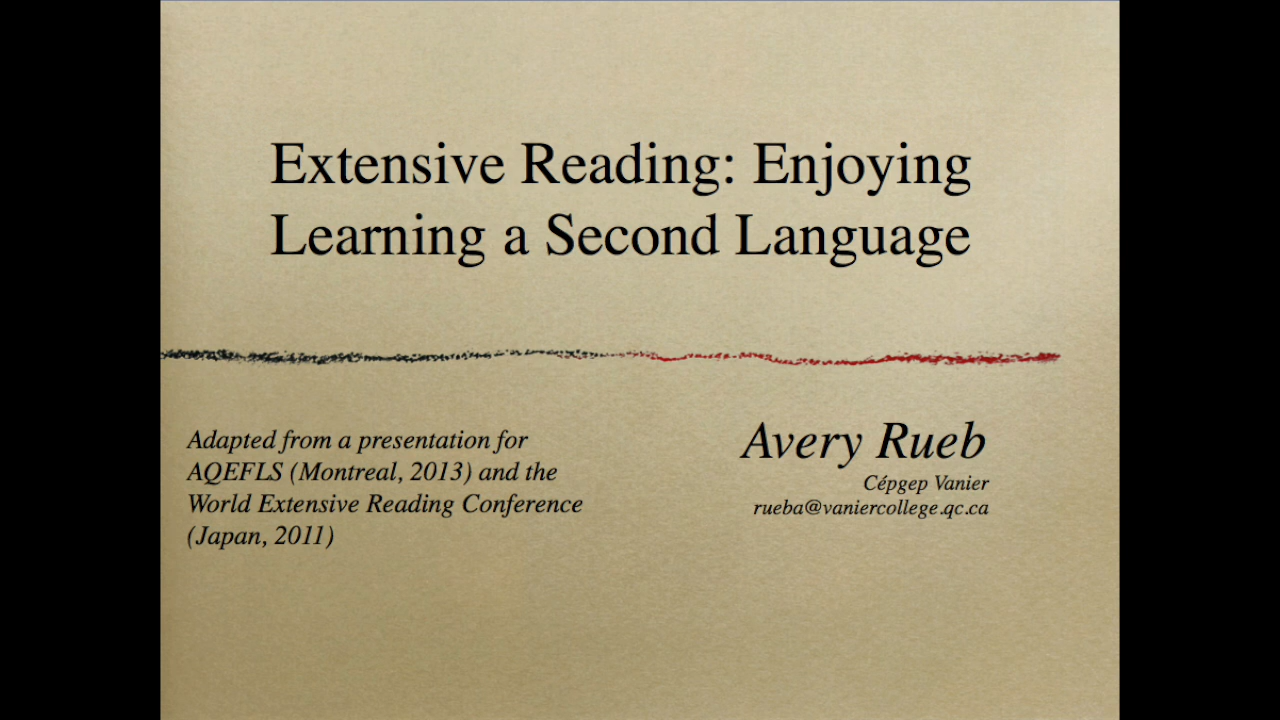 Extensive Reading: Enjoying
Learning a Second Language
Adapted from a presentation for
AQEFLS (Montreal, 2013) and the
World Extensive Reading Conference
(Japan, 2011)
Avery Rueb
Cépgep Vanier
rueba@vaniercollege.qc.ca